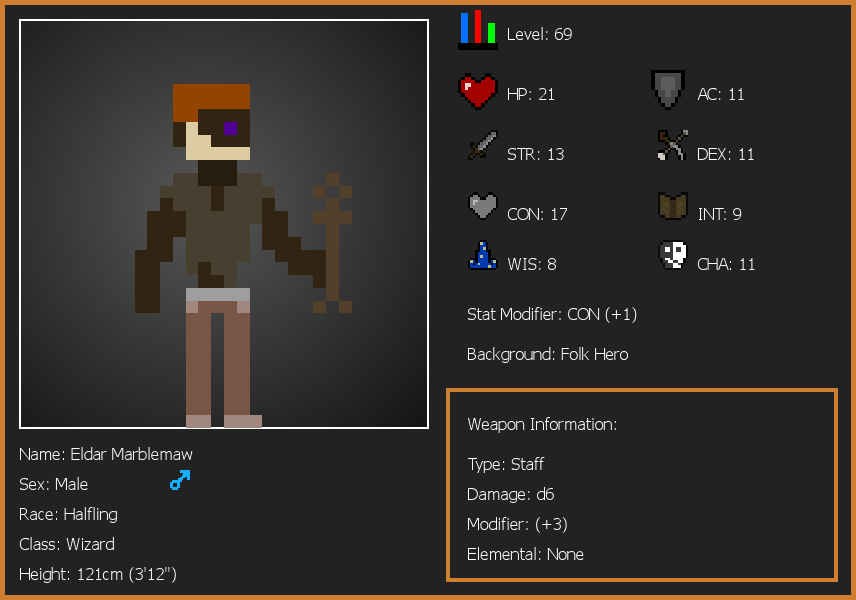 Level: 69
HP: 21
AC: 11
STR: 13
DEX: 11
CON: 17
INT: 9
WIS: 8
CHA: 11
Stat Modifier: CON (+1)
Background: Folk Hero
Weapon Information:
Type: Staff
Damage: d6
Modifier: (+3)
Elemental: None
Name: Eldar Marblemaw
Sex: Male
Race: Halfling
Class: Wizard
Height: 121cm (3'12")